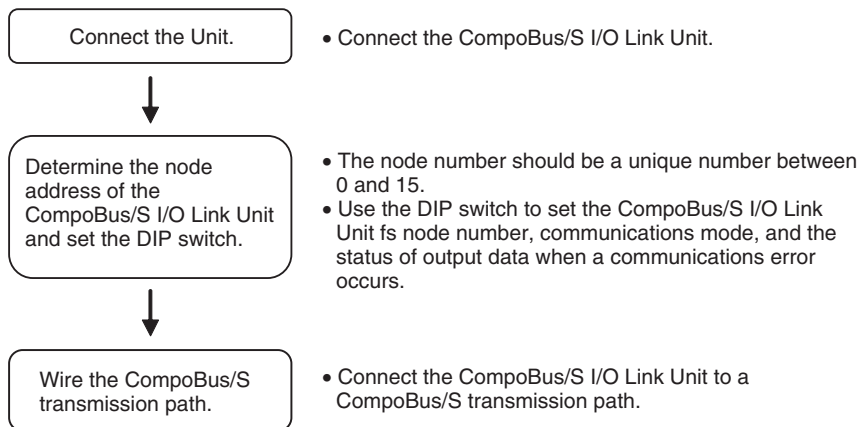 Connect the Unit.
• Connect the CompoBus/S I/O Link Unit.
Determine the node
address of the
CompoBus/S I/O Link Unit
and set the DIP switch.
• The node number should be a unique number between
0 and 15.
• Use the DIP switch to set the CompoBus/S I/O Link
Unit fs node number, communications mode, and the
status of output data when a communications error
occurs.
Wire the CompoBus/S
transmission path.
• Connect the CompoBus/S I/O Link Unit to a
CompoBus/S transmission path.